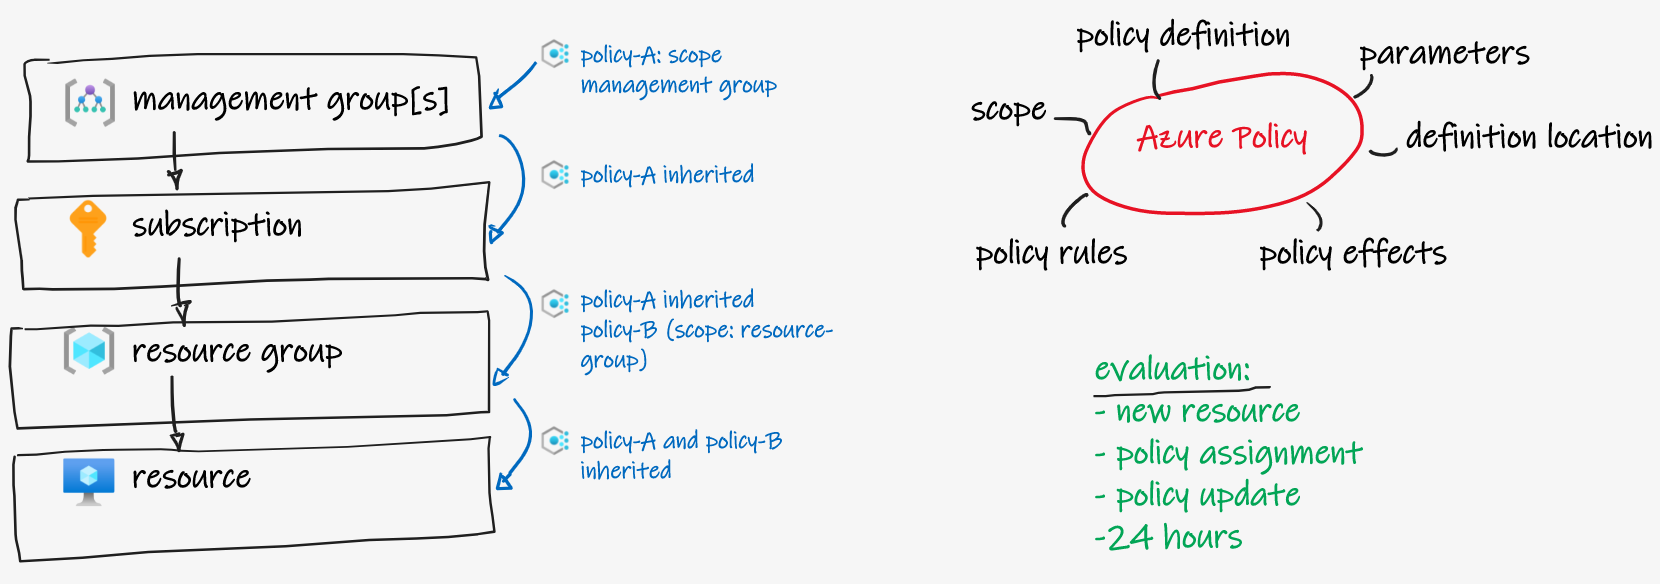 management group[s]
subscription
resource group
resource
policy-A: scope
management group
policy-A inherited
policy-A inherited
policy-B (scope: resource-
group)
policy-A and policy-B
inherited
policy definition
parameters
scope
Azure Policy
definition location
policy rules
policy effects
evaluation:
- new resource
- policy assignment
- policy update
-24 hours